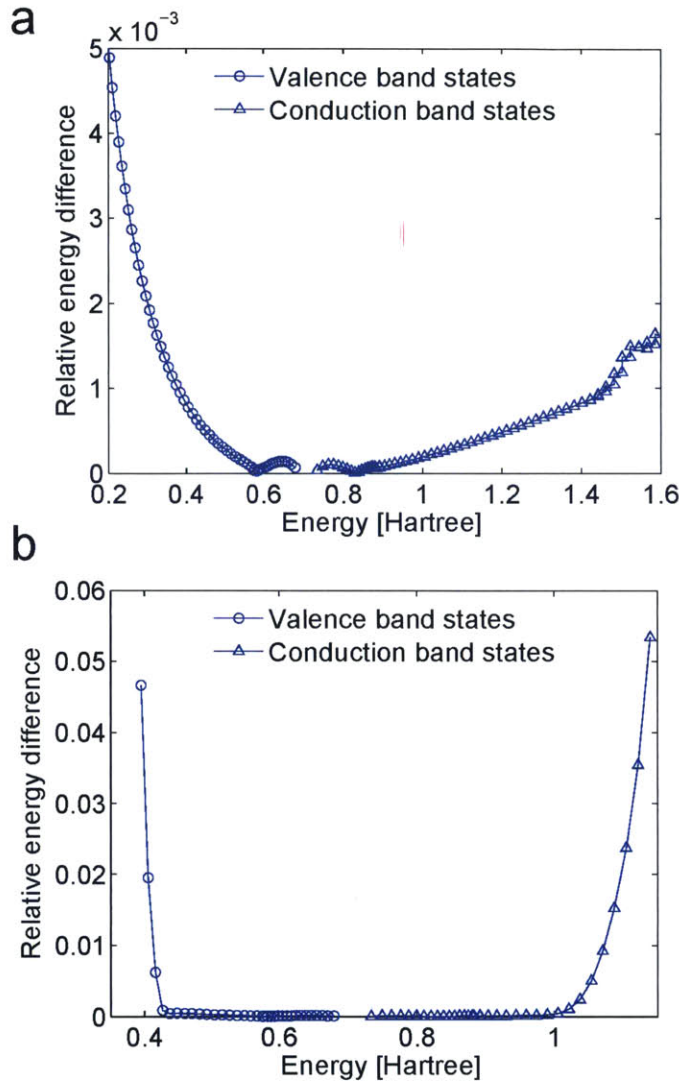 a
5 × 10⁻³
4
3
2
1
0
Relative energy difference
Valence band states
Conduction band states
0.2 0.4 0.6 0.8 1 1.2 1.4 1.6
Energy [Hartree]
b
0.06
0.05
0.04
0.03
0.02
0.01
0
Relative energy difference
Valence band states
Conduction band states
0.4 0.6 0.8 1
Energy [Hartree]